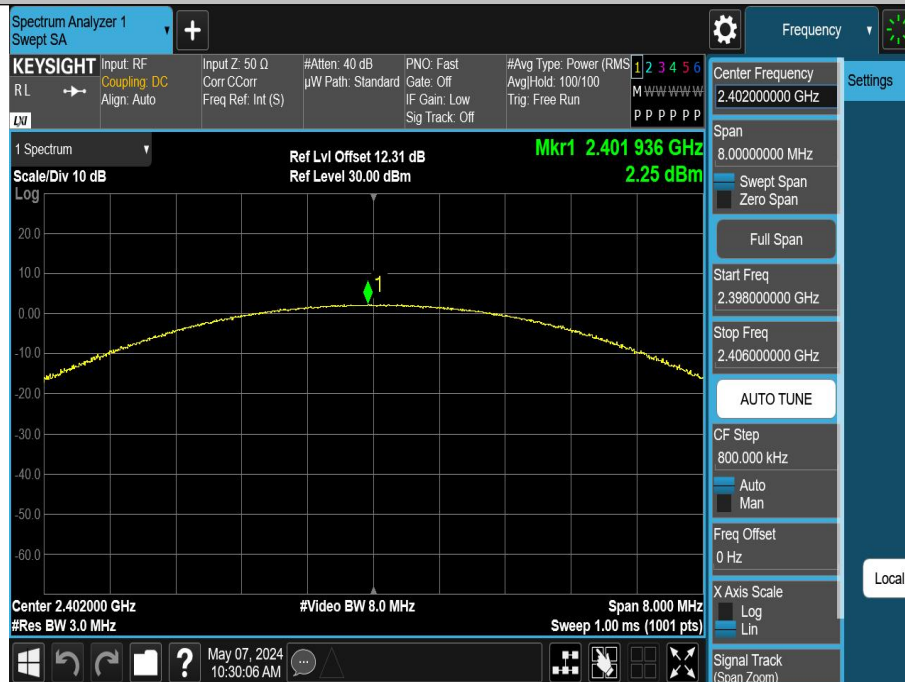 Spectrum Analyzer 1
Swept SA
+
Frequency
KEYSIGHT
RL
LXI
Input: RF
Coupling: DC
Align: Auto
Input Z: 50 Ω
Corr CCorr
Freq Ref: Int (S)
#Atten: 40 dB
µW Path: Standard
PNO: Fast
Gate: Off
IF Gain: Low
Sig Track: Off
#Avg Type: Power (RMS
Avg|Hold: 100/100
Trig: Free Run
1 2 3 4 5 6
M W W W W W
P P P P P P
1 Spectrum
Scale/Div 10 dB
Log
Ref Lvl Offset 12.31 dB
Ref Level 30.00 dBm
Mkr1 2.401 936 GHz
2.25 dBm
20.0
10.0
0.00
-10.0
-20.0
-30.0
-40.0
-50.0
-60.0
1
Center 2.402000 GHz
#Res BW 3.0 MHz
#Video BW 8.0 MHz
Span 8.000 MHz
Sweep 1.00 ms (1001 pts)
?
May 07, 2024
10:30:06 AM
Center Frequency
2.402000000 GHz
Span
8.00000000 MHz
Swept Span
Zero Span
Full Span
Start Freq
2.398000000 GHz
Stop Freq
2.406000000 GHz
AUTO TUNE
CF Step
800.000 kHz
Auto
Man
Freq Offset
0 Hz
X Axis Scale
Log
Lin
Signal Track
(Span Zoom)
Settings
Local